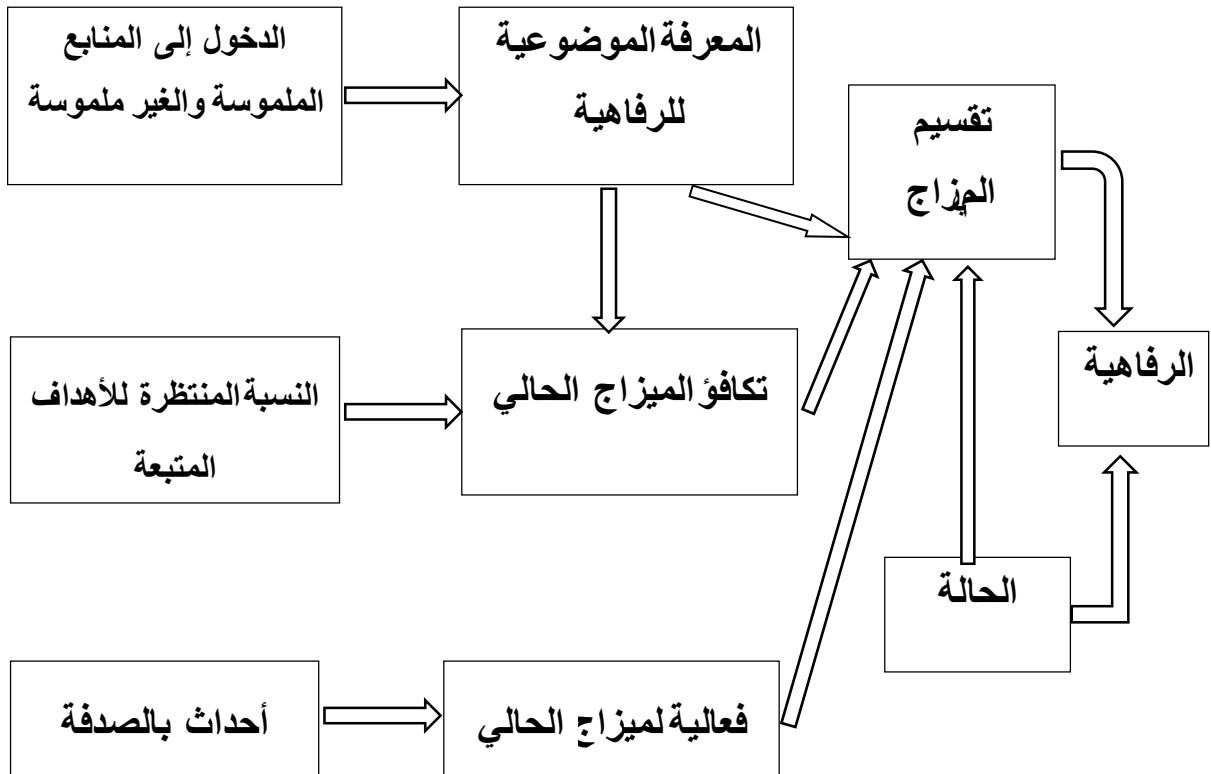 الدخول إلى المنابع
الملموسة والغير ملموسة
المعرفة الموضوعية
للرفاهية
تقسيم
النسبة المنتظرة للأهداف
المتبعة
تكافؤ الميزاج الحالي
الرفاهية
الحالة
أحداث بالصدفة
فعالية لميزاج الحالي